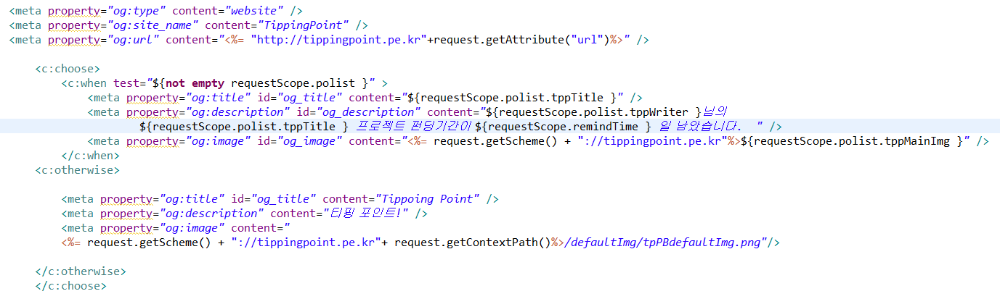 <meta property="og:type" content="website" />
<meta property="og:site_name" content="TippingPoint" />
<meta property="og:url" content="<%= "http://tippingpoint.pe.kr"+request.getAttribute("url")%>" />
<c:choose>
<c:when test="${not empty requestScope.polist }" >
<meta property="og:title" id="og_title" content="${requestScope.polist.tppTitle }" />
<meta property="og:description" id="og_description" content="${requestScope.polist.tppWriter }님의
${requestScope.polist.tppTitle } 프로젝트 펀딩기간이 ${requestScope.remindTime } 일 남았습니다.  " />
<meta property="og:image" id="og_image" content="<%= request.getScheme() + "://tippingpoint.pe.kr"%>${requestScope.polist.tppMainImg }" />
</c:when>
<c:otherwise>
<meta property="og:title" id="og_title" content="Tippoing Point" />
<meta property="og:description" content="티핑 포인트!" />
<meta property="og:image" content="
<%= request.getScheme() + "://tippingpoint.pe.kr"+ request.getContextPath()%>/defaultImg/tpPBdefaultImg.png"/>
</c:otherwise>
</c:choose>